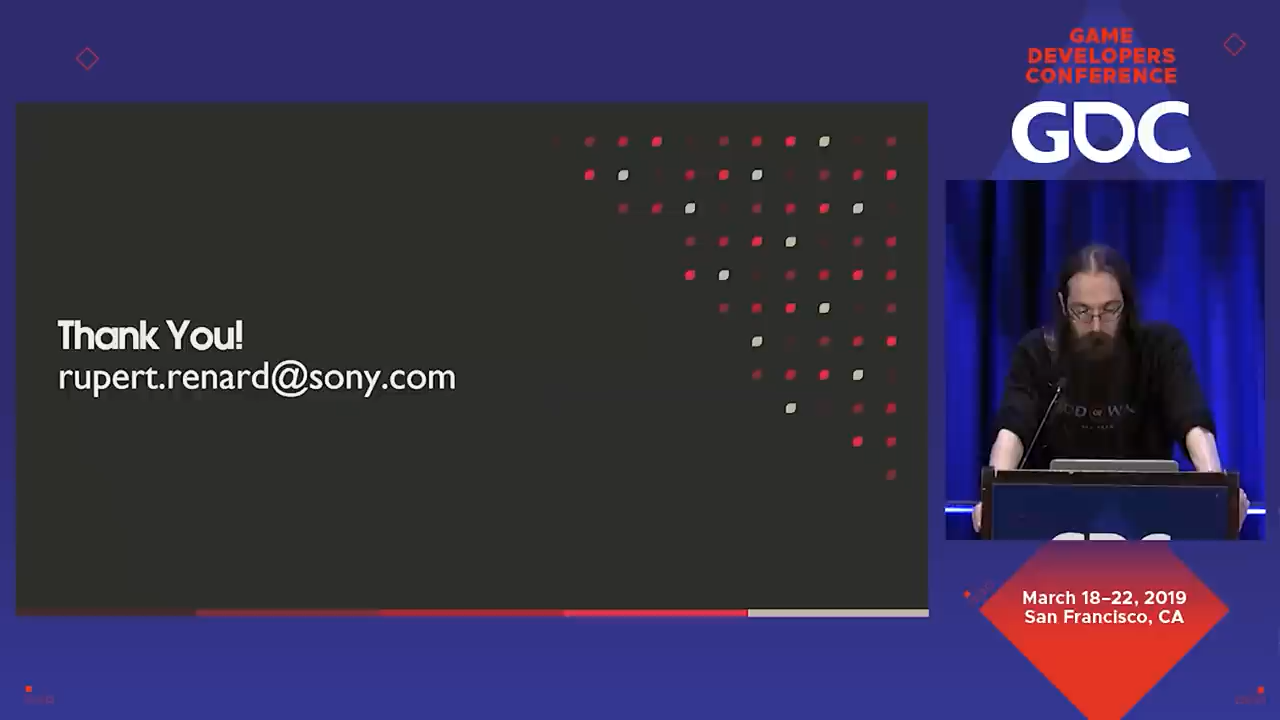 GAME
DEVELOPERS
CONFERENCE
GDC
Thank You!
rupert.renard@sony.com
March 18–22, 2019
San Francisco, CA